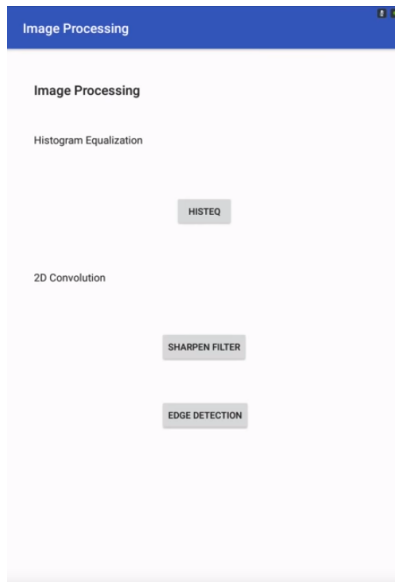 Image Processing
Image Processing
Histogram Equalization
HISTEQ
2D Convolution
SHARPEN FILTER
EDGE DETECTION